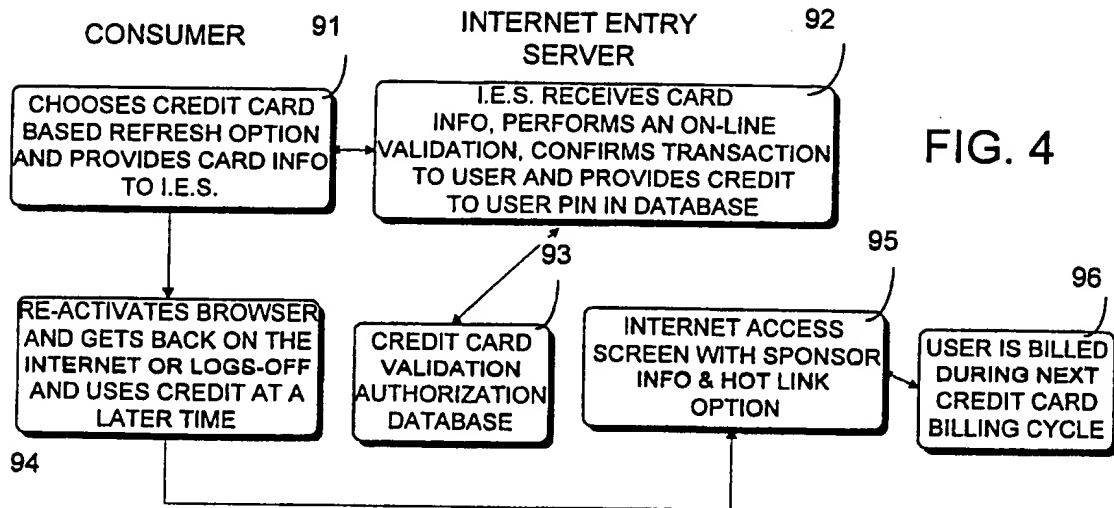 CONSUMER
91
INTERNET ENTRY
SERVER
92
CHOOSES CREDIT CARD
BASED REFRESH OPTION
AND PROVIDES CARD INFO
TO I.E.S.
I.E.S. RECEIVES CARD
INFO, PERFORMS AN ON-LINE
VALIDATION, CONFIRMS TRANSACTION
TO USER AND PROVIDES CREDIT
TO USER PIN IN DATABASE
FIG. 4
RE-ACTIVATES BROWSER
AND GETS BACK ON THE
INTERNET OR LOGS-OFF
AND USES CREDIT AT A
LATER TIME
94
93
CREDIT CARD
VALIDATION
AUTHORIZATION
DATABASE
95
INTERNET ACCESS
SCREEN WITH SPONSOR
INFO & HOT LINK
OPTION
96
USER IS BILLED
DURING NEXT
CREDIT CARD
BILLING CYCLE